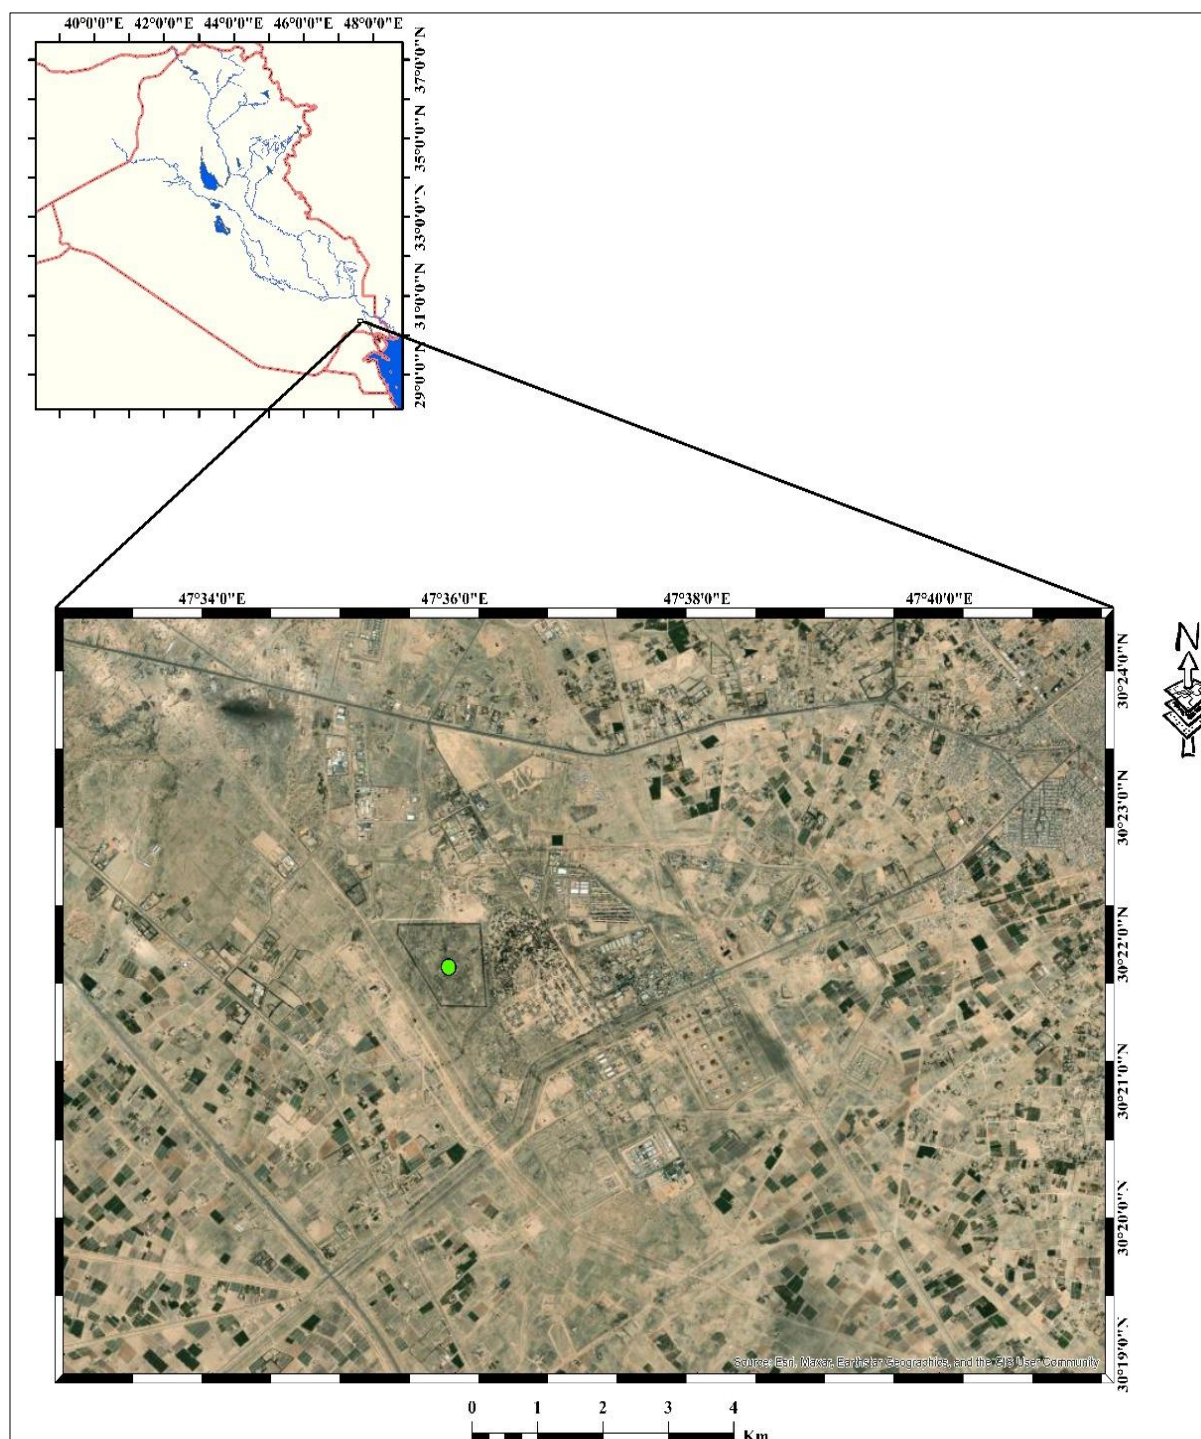 40°0'0"E 42°0'0"E 44°0'0"E 46°0'0"E 48°0'0"E
37°0'0"N
35°0'0"N
33°0'0"N
31°0'0"N
29°0'0"N
47°34'0"E 47°36'0"E 47°38'0"E 47°40'0"E
N
30°24'0"N
30°23'0"N
30°22'0"N
30°21'0"N
30°20'0"N
30°19'0"N
Source: Esri, Maxar, Earthstar Geographics, and the GIS User Community
0 1 2 3 4
Km